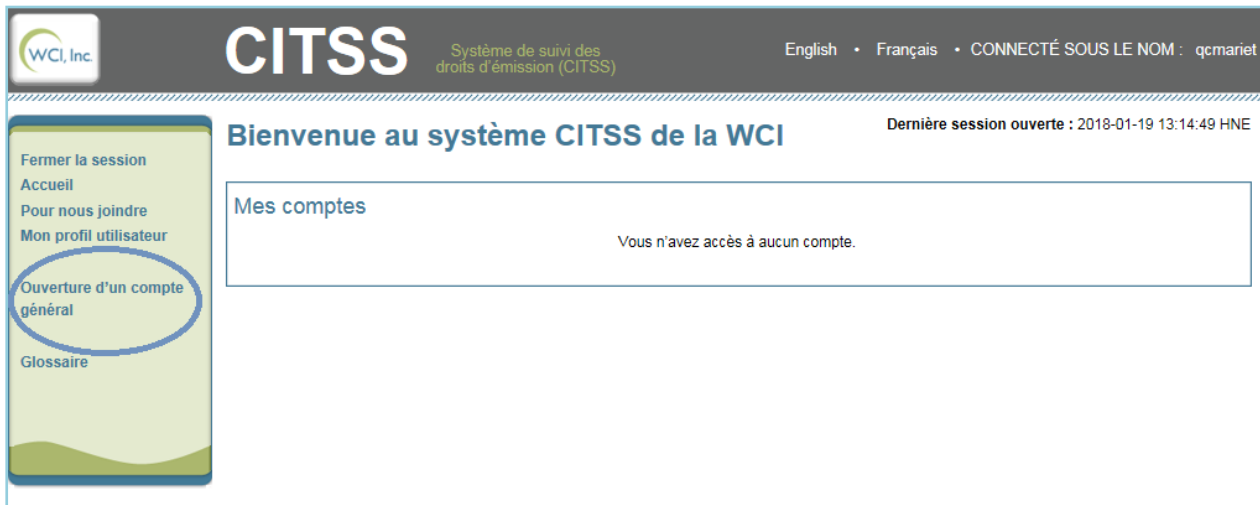 WCI, Inc.
CITSS
Système de suivi des
droits d'émission (CITSS)
English • Français • CONNECTÉ SOUS LE NOM : qcmariet
Bienvenue au système CITSS de la WCI
Dernière session ouverte : 2018-01-19 13:14:49 HNE
Fermer la session
Accueil
Pour nous joindre
Mon profil utilisateur
Ouverture d'un compte
général
Glossaire
Mes comptes
Vous n'avez accès à aucun compte.